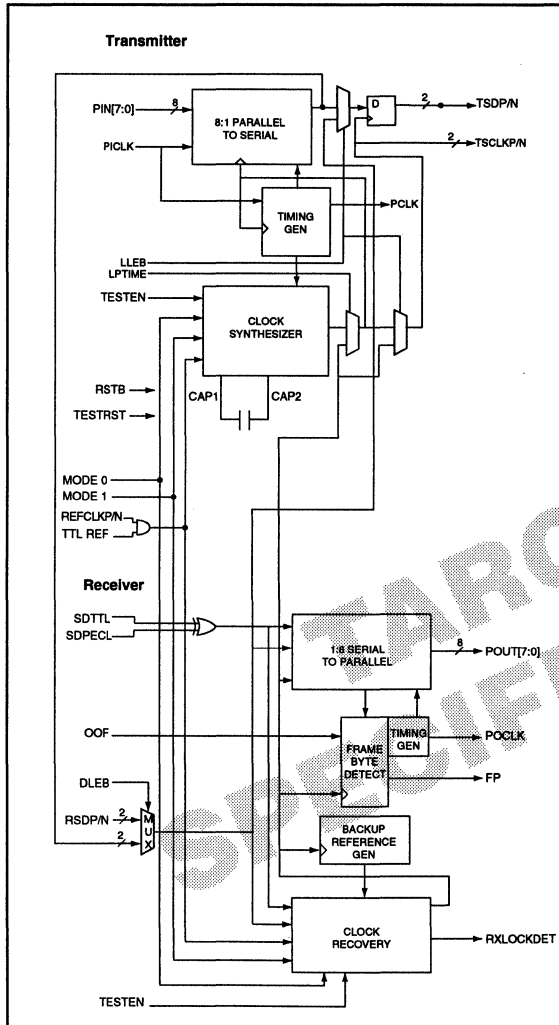 Transmitter
PIN[7:0]
8
8:1 PARALLEL
TO SERIAL
D
2
TSDP/N
2
TSCLKP/N
PICLK
TIMING
GEN
PCLK
LLEB
LPTIME
TESTEN
CLOCK
SYNTHESIZER
RSTB
CAP1
CAP2
TESTRST
MODE 0
MODE 1
REFCLKP/N
TTL REF
Receiver
SDTTL
SDPECL
1:8 SERIAL
TO PARALLEL
8
POUT[7:0]
OOF
FRAME
BYTE
DETECT
TIMING
GEN
POCLK
FP
DLEB
RSDP/N
2
2
MUX
BACKUP
REFERENCE
GEN
CLOCK
RECOVERY
RXLOCKDET
TESTEN